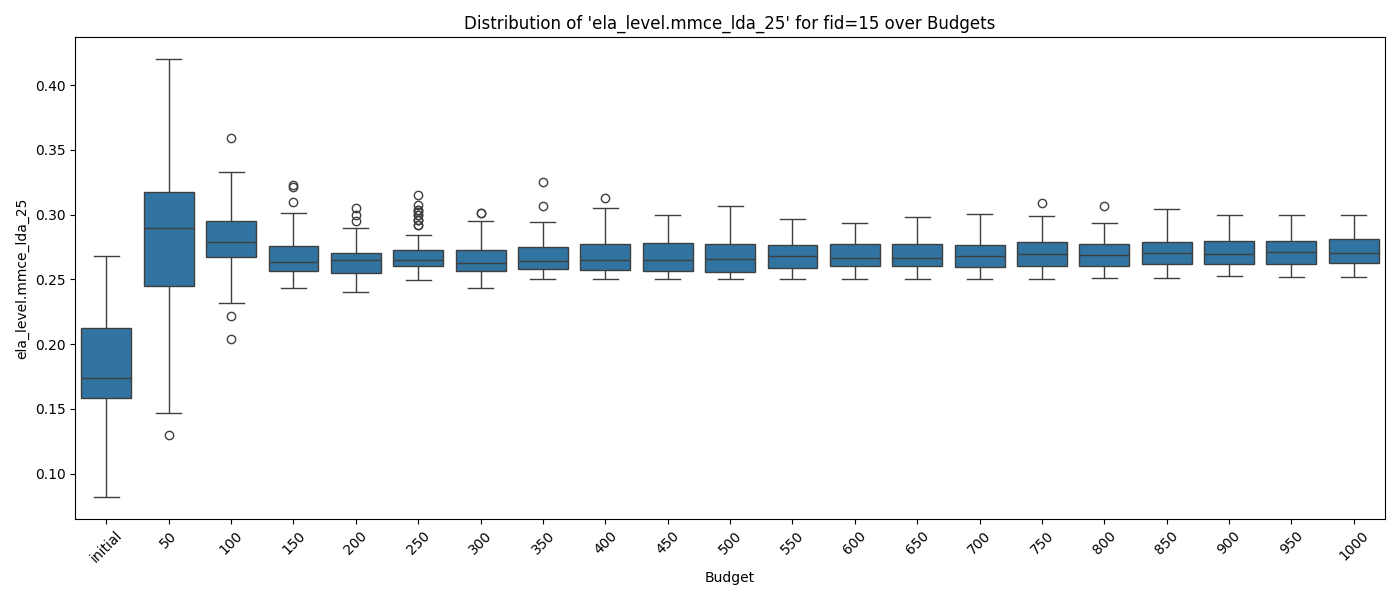 Distribution of 'ela_level.mmce_lda_25' for fid=15 over Budgets
ela_level.mmce_lda_25
0.40
0.35
0.30
0.25
0.20
0.15
0.10
initial 50 100 150 200 250 300 350 400 450 500 550 600 650 700 750 800 850 900 950 1000
Budget